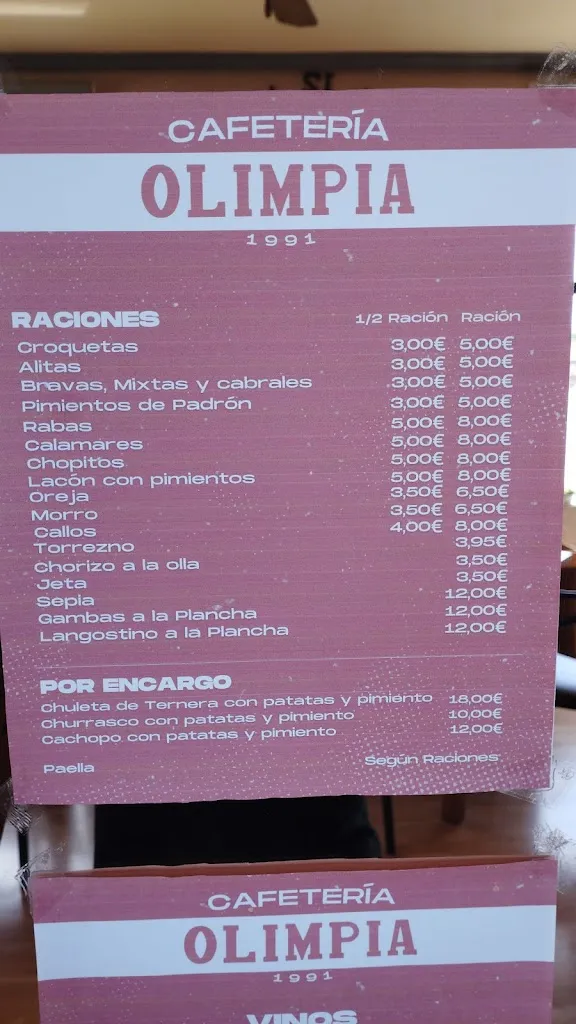 CAFETERÍA
OLIMPIA
1991
RACIONES 1/2 Ración Ración
Croquetas 3,00€ 5,00€
Alitas 3,00€ 5,00€
Bravas, Mixtas y cabrales 3,00€ 5,00€
Pimientos de Padrón 3,00€ 5,00€
Rabas 5,00€ 8,00€
Calamares 5,00€ 8,00€
Chopitos 5,00€ 8,00€
Lacón con pimientos 5,00€ 8,00€
Oreja 3,50€ 6,50€
Morro 3,50€ 6,50€
Callos 4,00€ 8,00€
Torrezno 3,95€
Chorizo a la olla 3,50€
Jeta 3,50€
Sepia 12,00€
Gambas a la Plancha 12,00€
Langostino a la Plancha 12,00€
POR ENCARGO
Chuleta de Ternera con patatas y pimiento 18,00€
Churrasco con patatas y pimiento 10,00€
Cachopo con patatas y pimiento 12,00€
Paella Según Raciones
CAFETERÍA
OLIMPIA
1991
VINOS